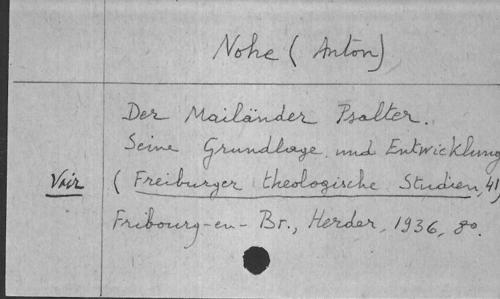 Nohe (Anton)
Der Mailänder Psalter.
Seine Grundlage und Entwicklung
Voir
(Freiburger theologische Studien, 41)
Fribourg-en-Br., Herder, 1936, 8o.